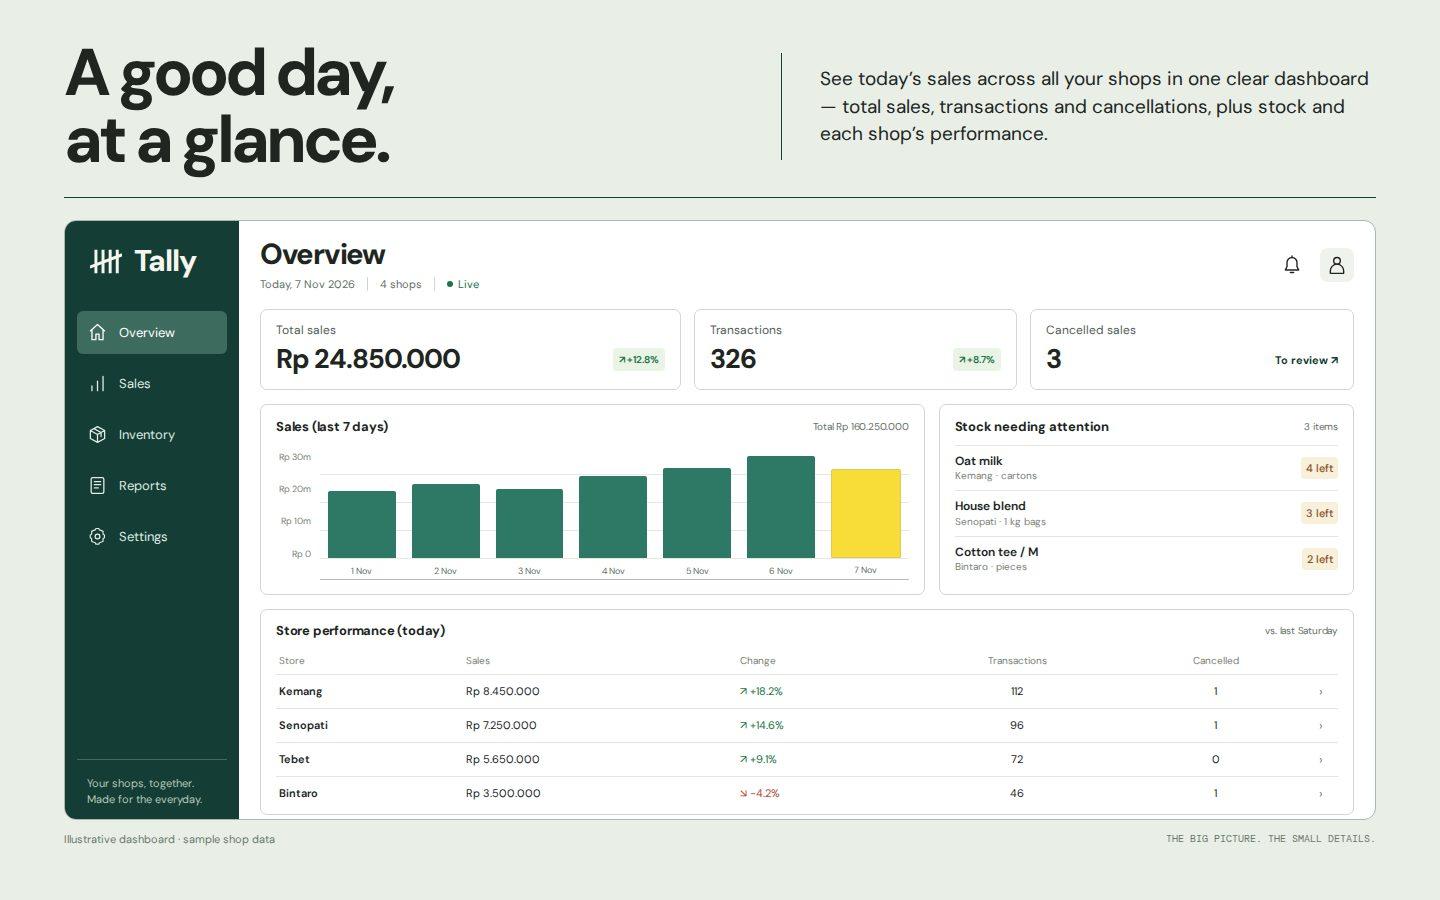 A good day,
at a glance.
See today’s sales across all your shops in one clear dashboard
— total sales, transactions and cancellations, plus stock and
each shop’s performance.
Tally
Overview
Sales
Inventory
Reports
Settings
Your shops, together.
Made for the everyday.
Overview
Today, 7 Nov 2026 4 shops Live
Total sales
Rp 24.850.000 ↗+12.8%
Transactions
326 ↗+8.7%
Cancelled sales
3 To review ↗
Sales (last 7 days) Total Rp 160.250.000
Rp 30m
Rp 20m
Rp 10m
Rp 0
1 Nov 2 Nov 3 Nov 4 Nov 5 Nov 6 Nov 7 Nov
Stock needing attention 3 items
Oat milk
Kemang · cartons
4 left
House blend
Senopati · 1 kg bags
3 left
Cotton tee / M
Bintaro · pieces
2 left
Store performance (today) vs. last Saturday
Store Sales Change Transactions Cancelled
Kemang Rp 8.450.000 ↗ +18.2% 112 1 ›
Senopati Rp 7.250.000 ↗ +14.6% 96 1 ›
Tebet Rp 5.650.000 ↗ +9.1% 72 0 ›
Bintaro Rp 3.500.000 ↘ −4.2% 46 1 ›
Illustrative dashboard · sample shop data
THE BIG PICTURE. THE SMALL DETAILS.